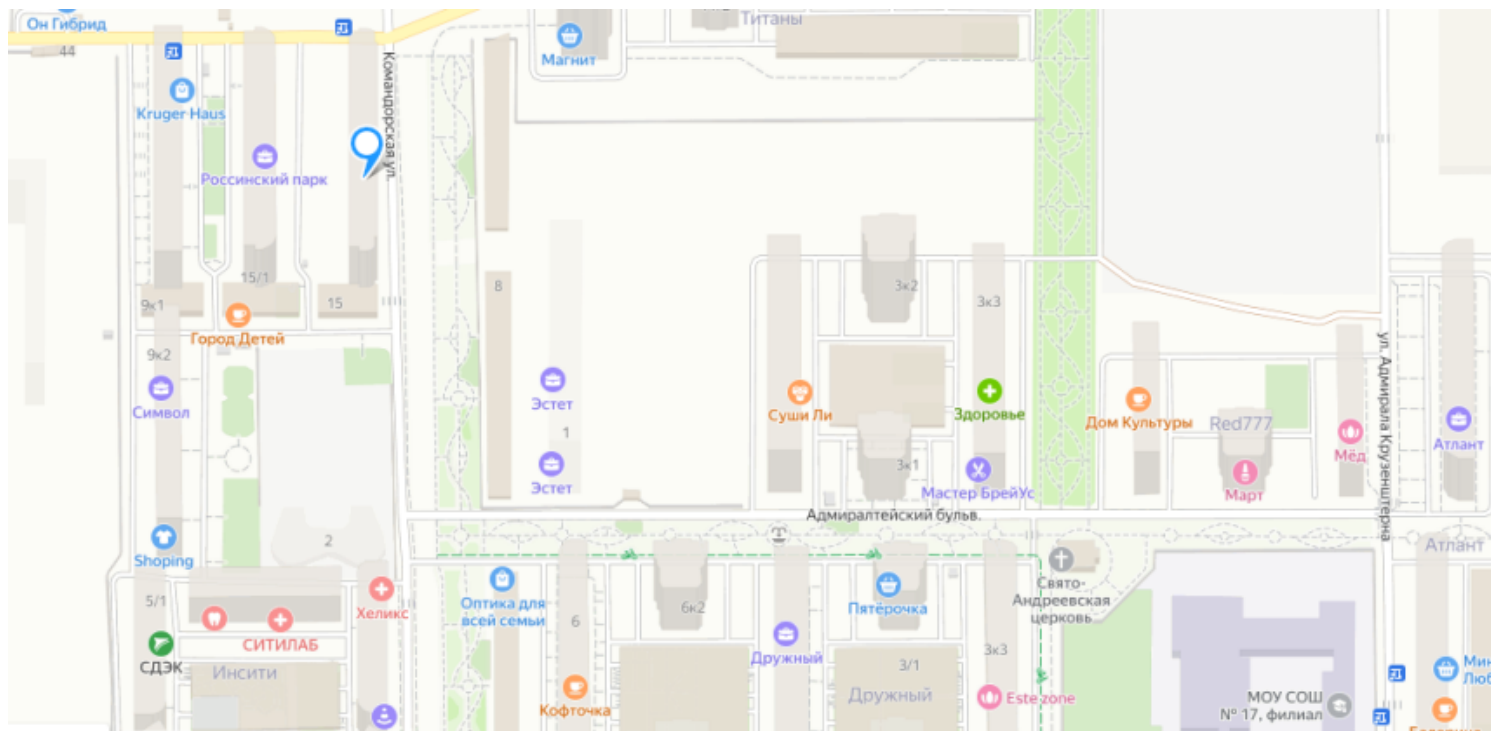 Он Гибрид
44
Титаны
Магнит
Kruger Haus
Командорская ул.
Россинский парк
15/1
15
9к1
8
3к2
3к3
Город Детей
9к2
Символ
Эстет
1
Эстет
Суши Ли
Здоровье
Дом Культуры
Red777
Мёд
ул. Адмирала Крузенштерна
Атлант
3к1
Мастер БрейУс
Март
Адмиралтейский бульв.
2
Shoping
Атлант
5/1
Хеликс
Оптика для
всей семьи
6
6к2
Пятёрочка
Свято-
Андреевская
церковь
СИТИЛАБ
СДЭК
Инсити
Дружный
3к3
3/1
Дружный
Este zone
Кофточка
МОУ СОШ
№ 17, филиал